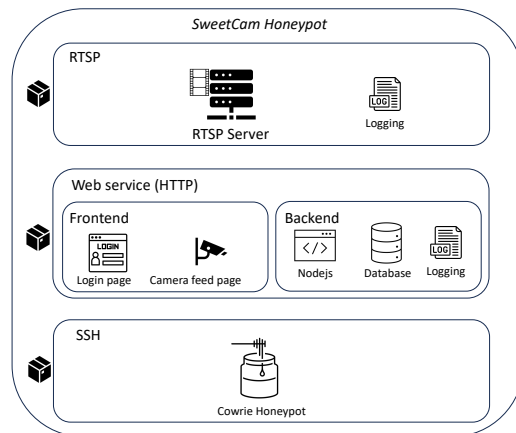 SweetCam Honeypot
RTSP
LOG
RTSP Server
Logging
Web service (HTTP)
Frontend
LOGIN
Login page
Camera feed page
Backend
</>
Nodejs
Database
LOG
Logging
SSH
Cowrie Honeypot